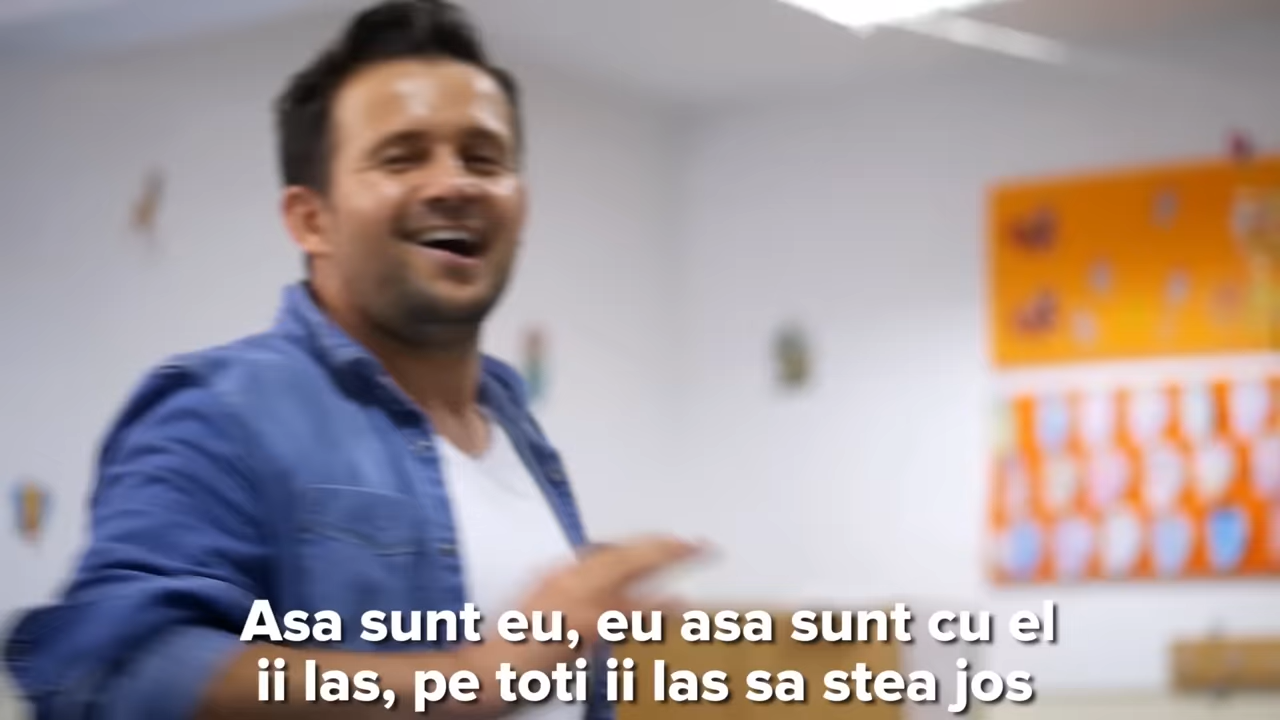 Asa sunt eu, eu asa sunt cu el
ii las, pe toti ii las sa stea jos